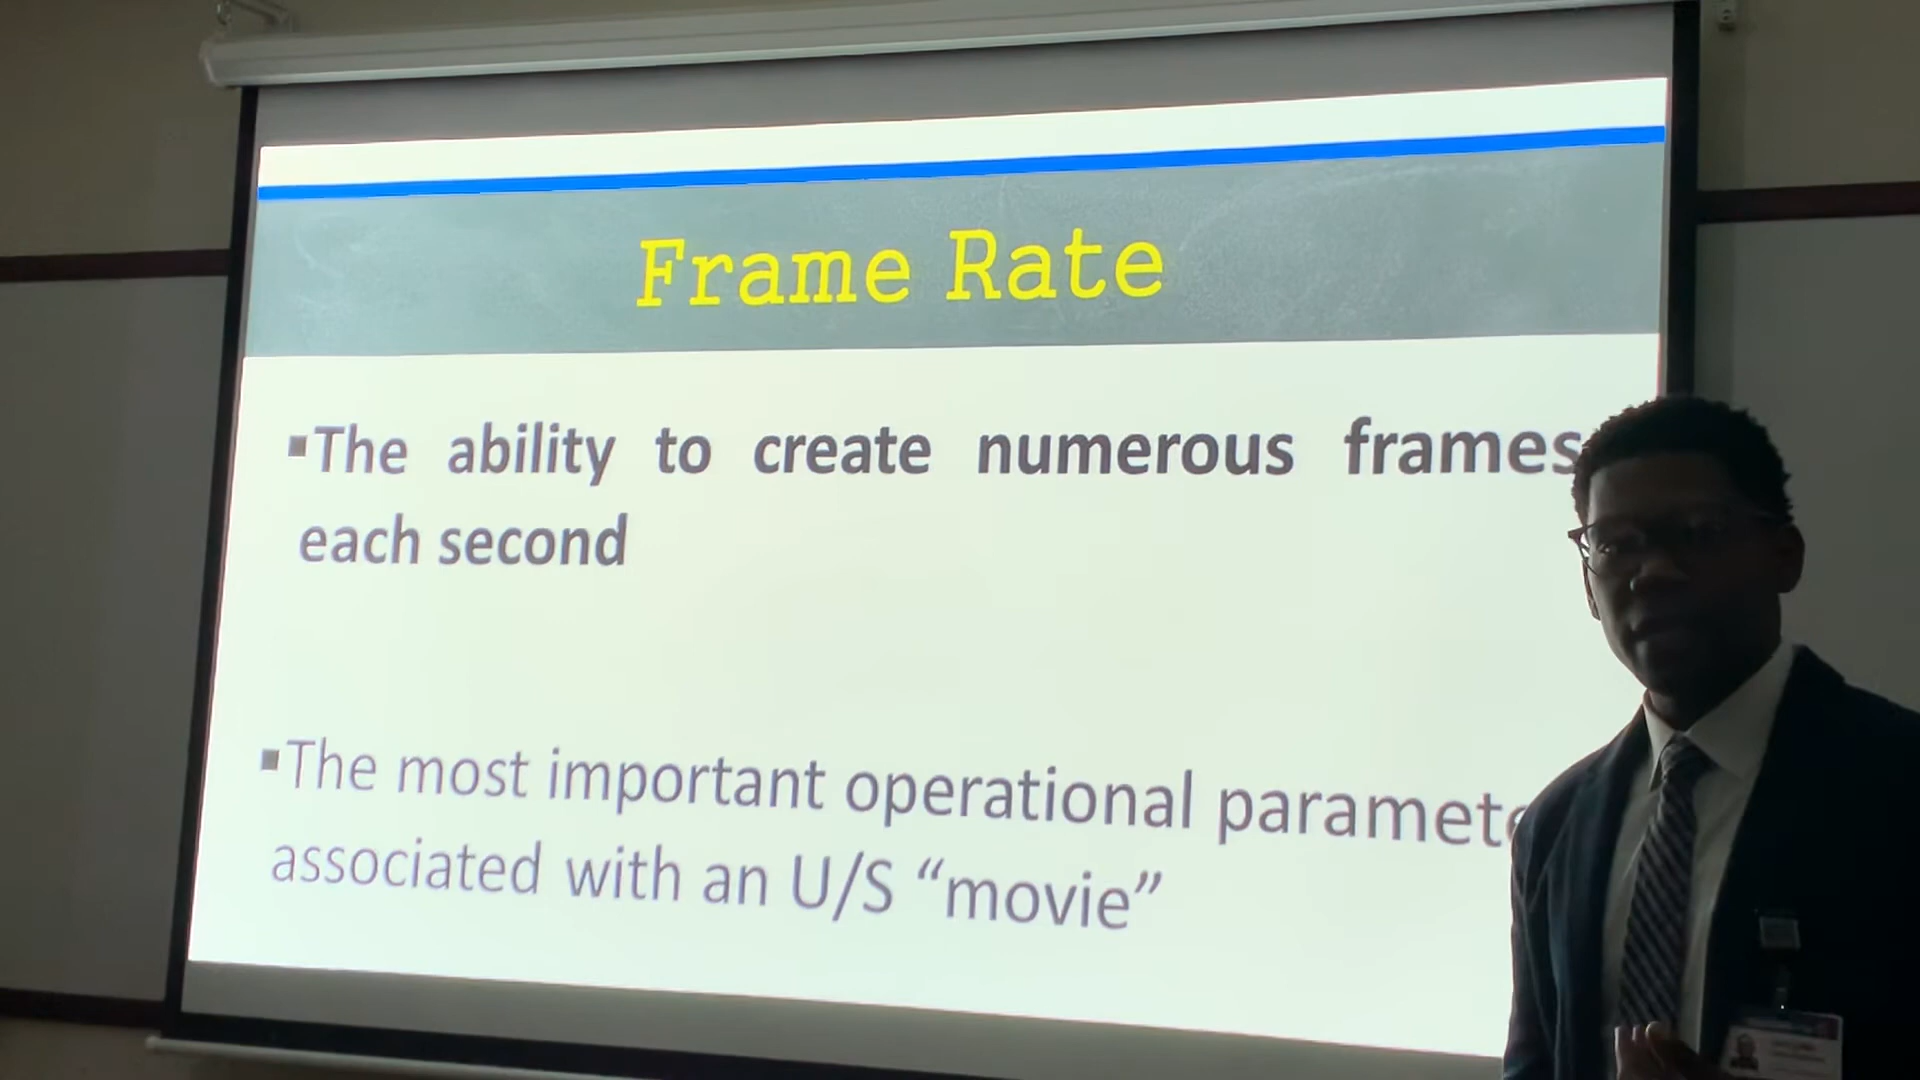 Frame Rate
▪The ability to create numerous frames
each second
▪The most important operational paramete
associated with an U/S “movie”